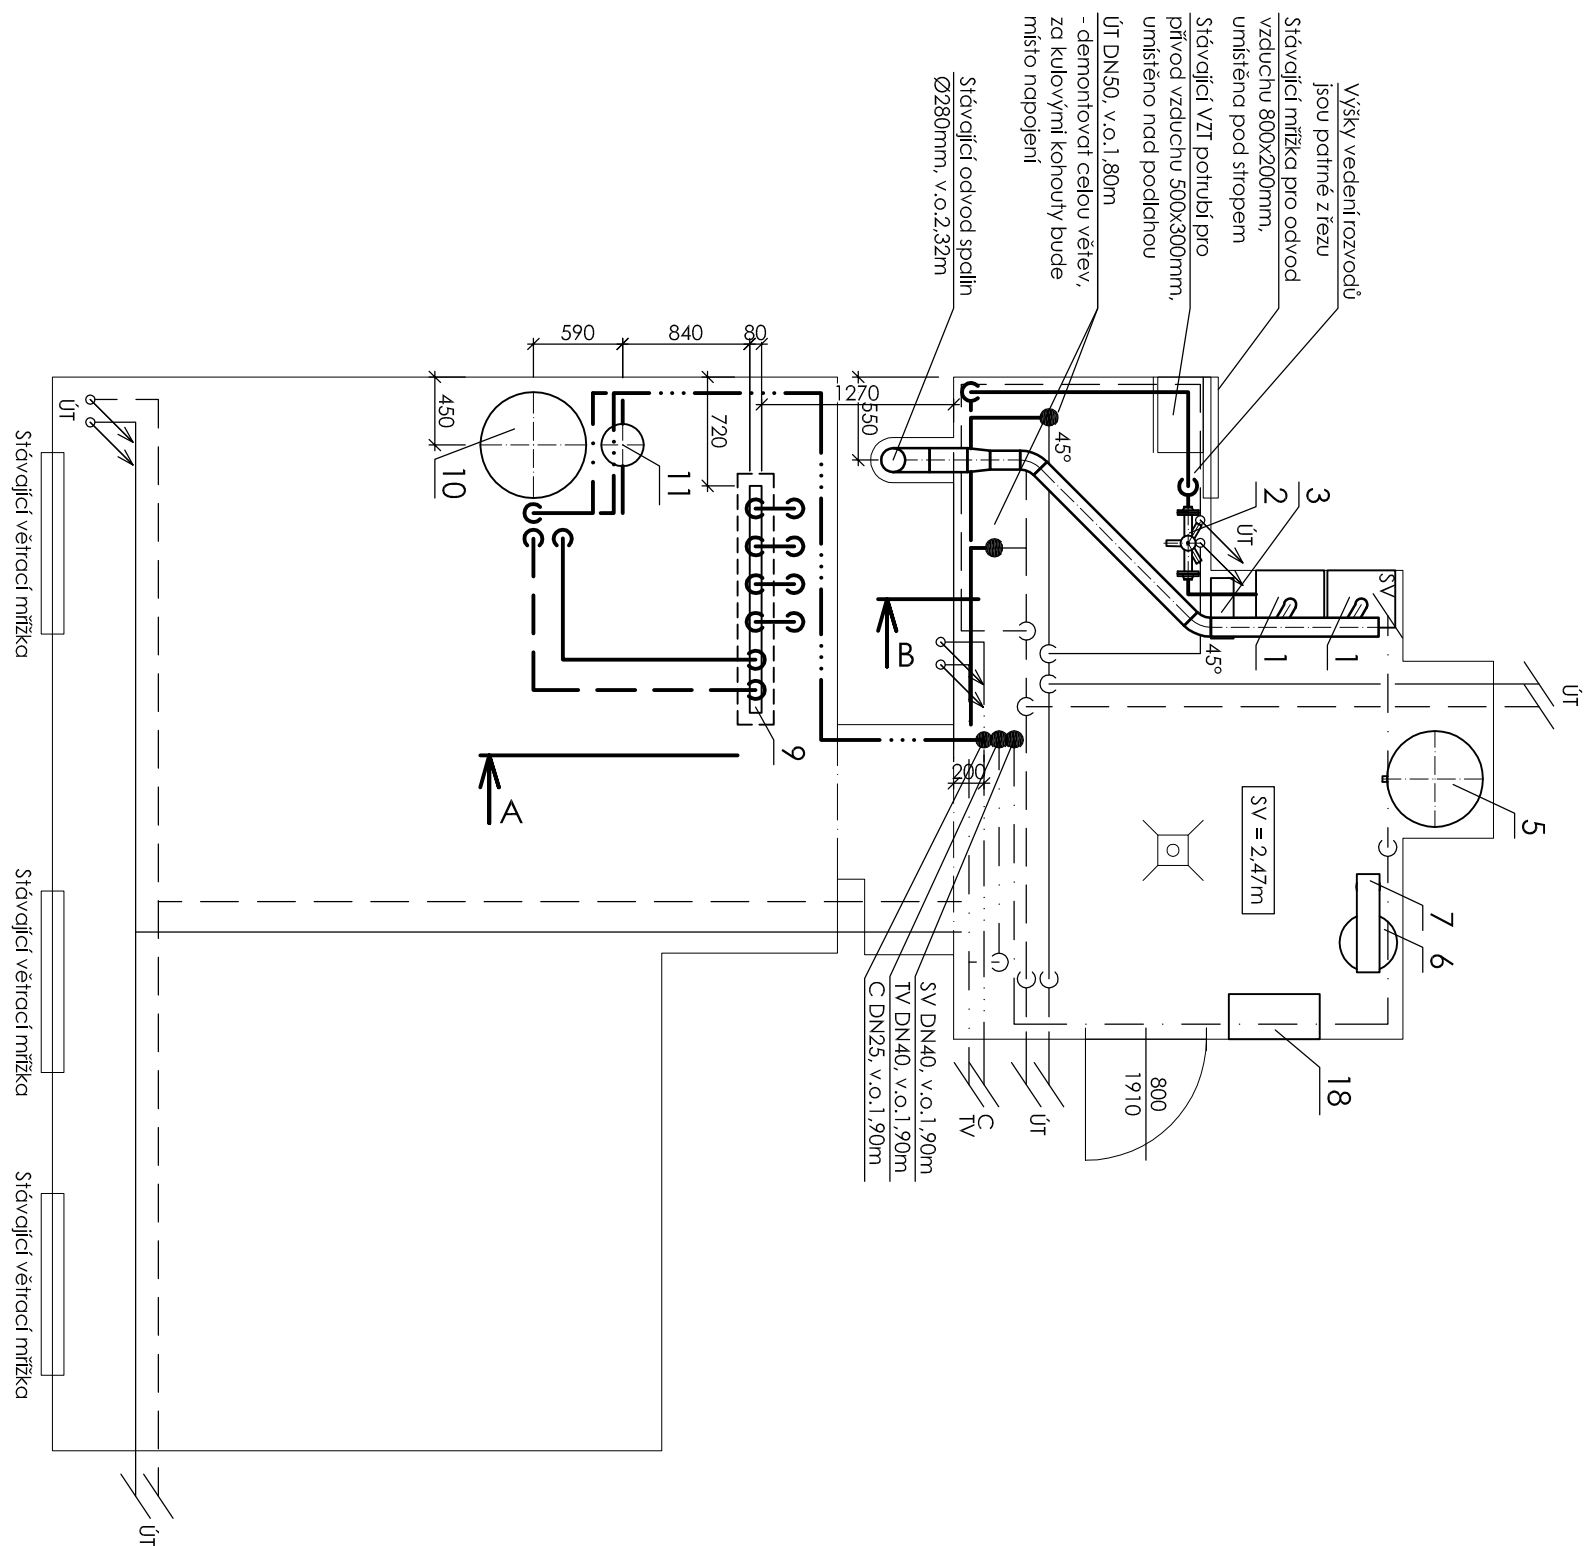 Výšky vedení rozvodů
jsou patrné z řezu
Stávající mřížka pro odvod
vzduchu 800x200mm,
umístěna pod stropem
Stávající VZT potrubí pro
přívod vzduchu 500x300mm,
umístěno nad podlahou
ÚT DN50, v.o.1,80m
- demontovat celou větev,
za kulovými kohouty bude
místo napojení
Stávající odvod spalin
Ø280mm, v.o.2,32m
590
840
80
1270
550
450
720
10
11
9
45°
45°
2
3
ÚT
SV
1
1
ÚT
5
SV = 2,47m
7
6
18
800
1910
B
A
200
SV DN40, v.o.1,90m
TV DN40, v.o.1,90m
C DN25, v.o.1,90m
ÚT
C
TV
ÚT
Stávající větrací mřížka
Stávající větrací mřížka
Stávající větrací mřížka
ÚT